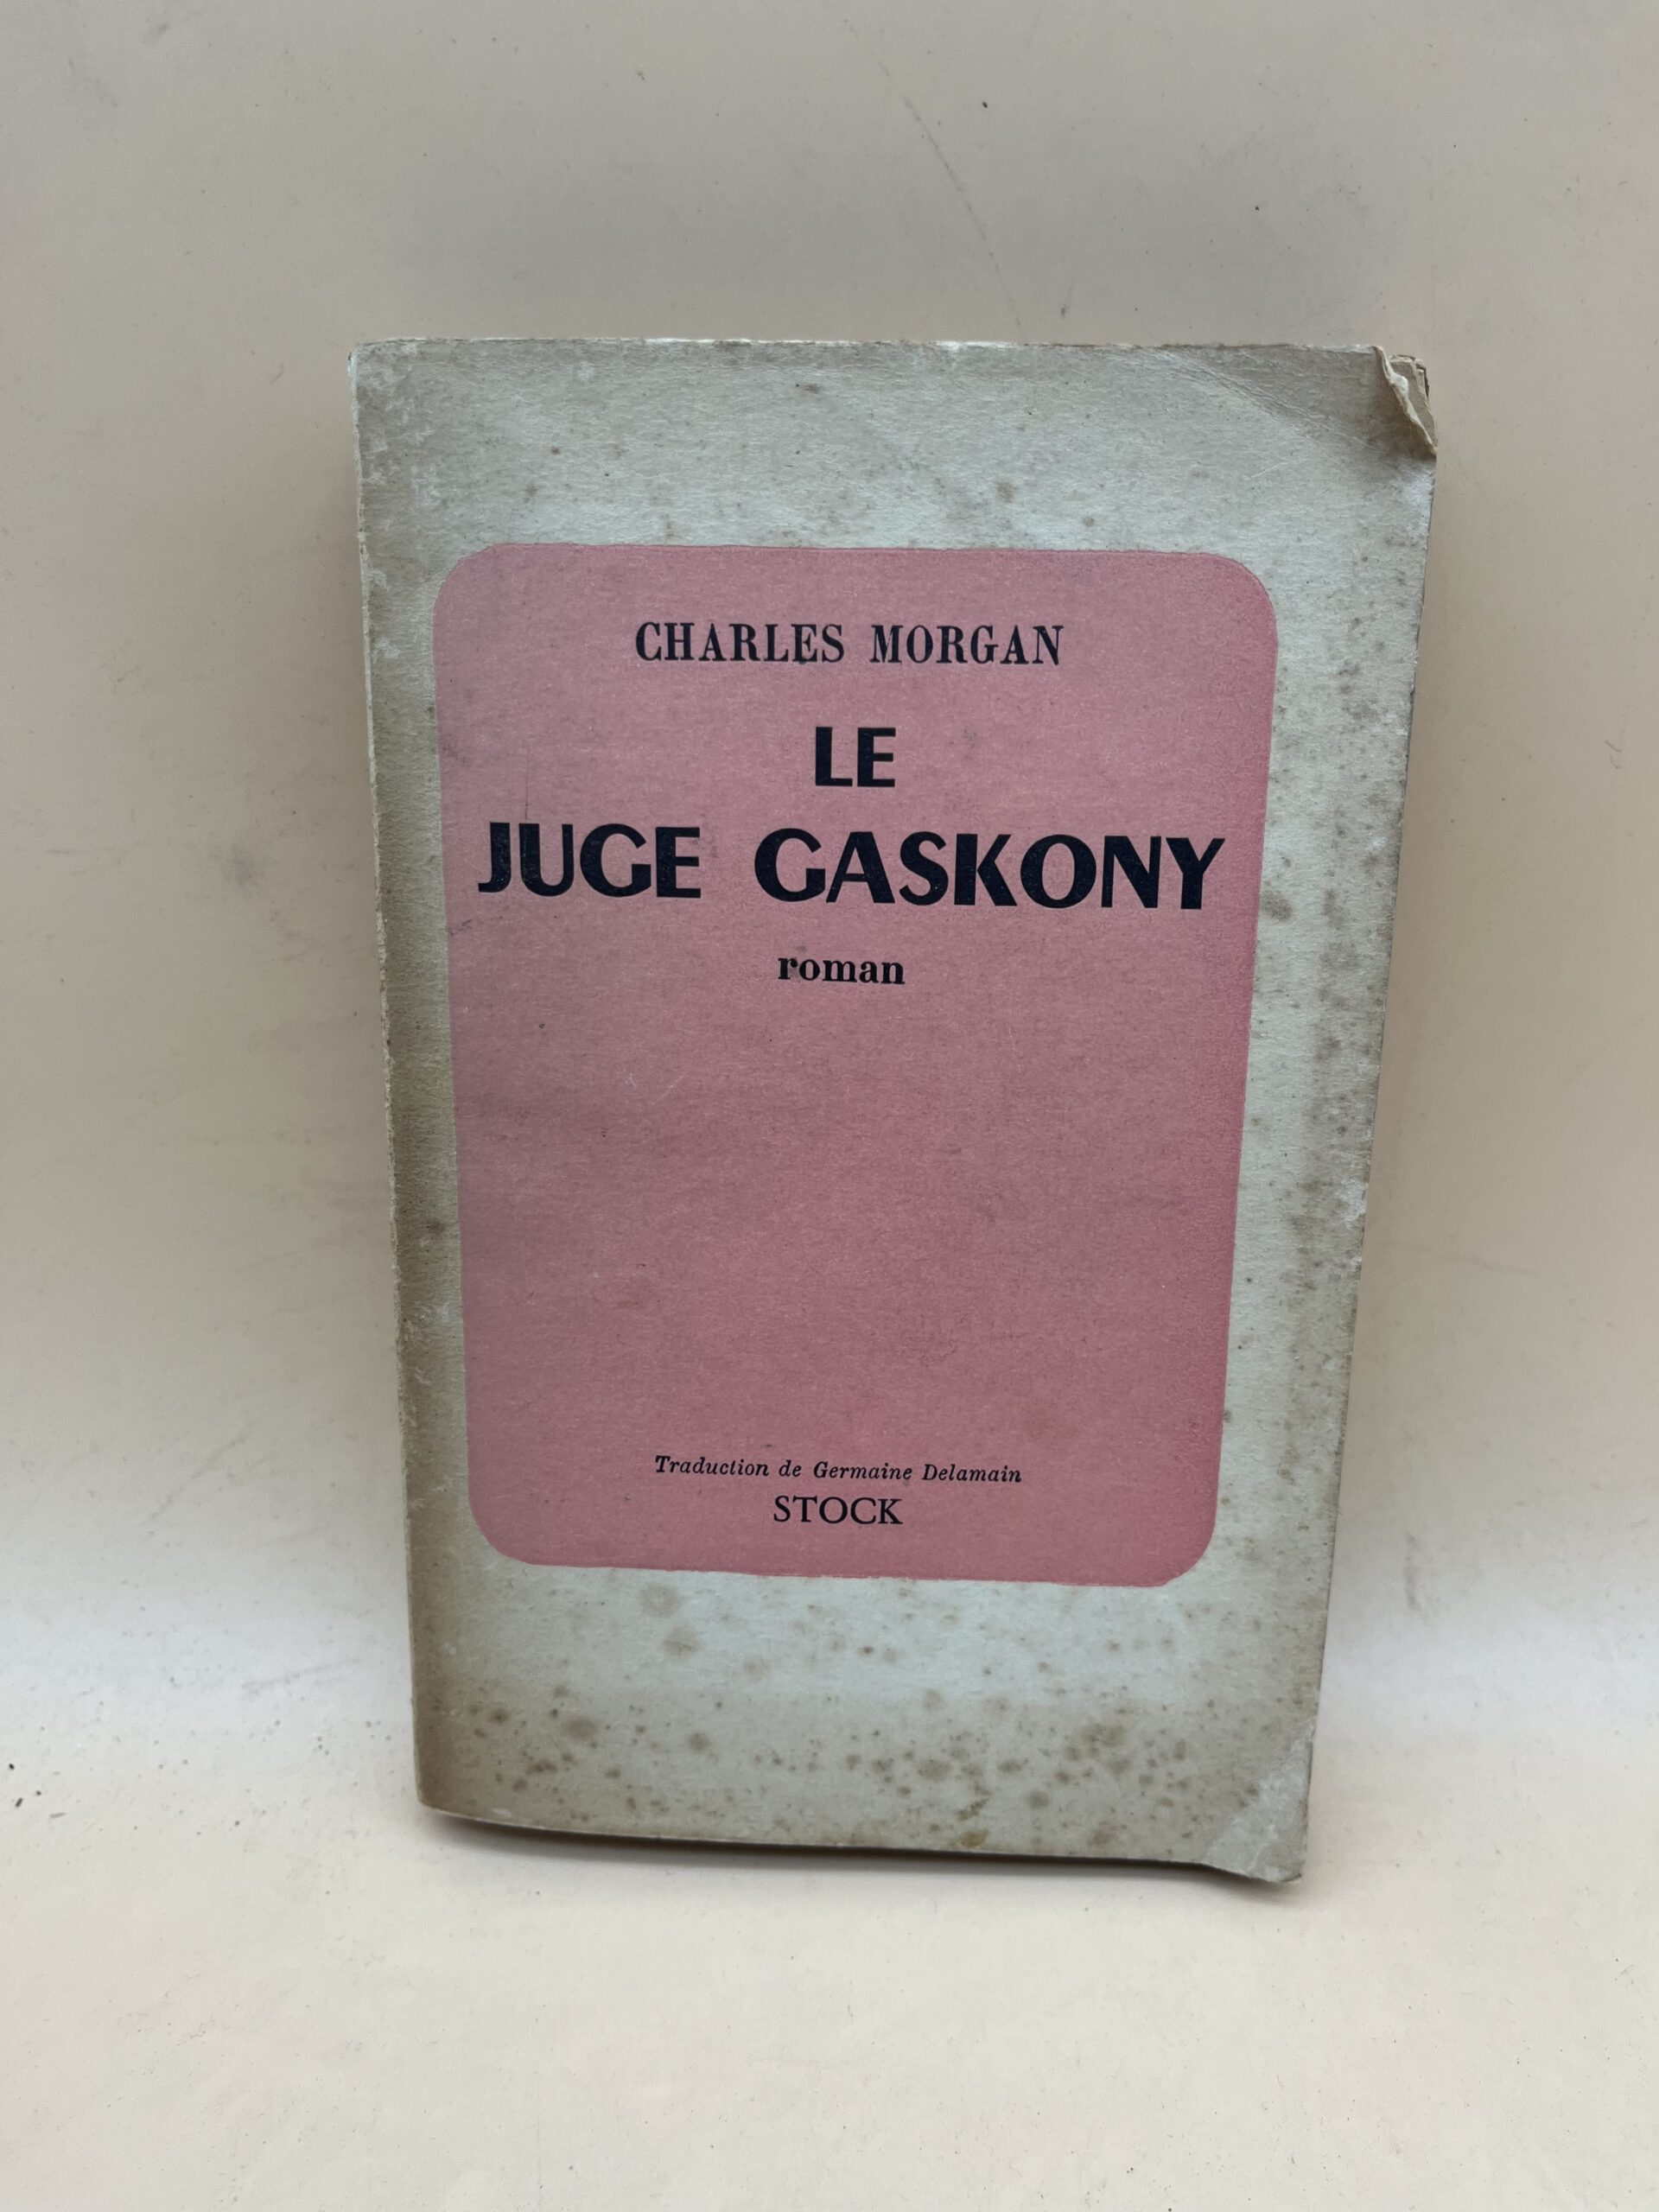 CHARLES MORGAN
LE
JUGE GASKONY
roman
Traduction de Germaine Delamain
STOCK